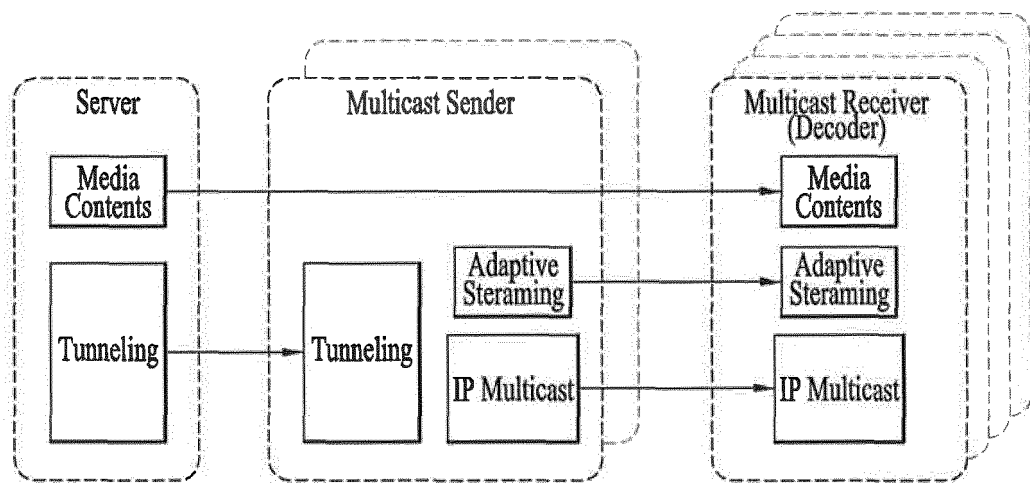 Server
Multicast Sender
Multicast Receiver
(Decoder)
Media
Contents
Media
Contents
Adaptive
Steraming
Adaptive
Steraming
Tunneling
Tunneling
IP Multicast
IP Multicast